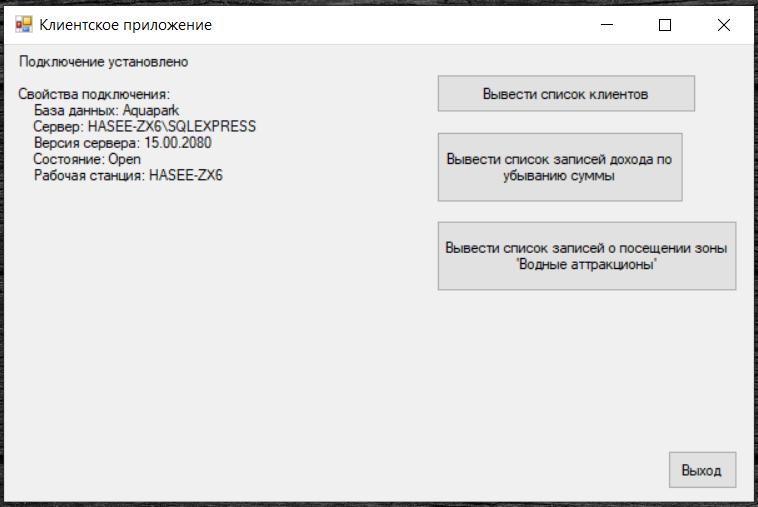 Клиентское приложение
Подключение установлено
Свойства подключения:
База данных: Aquapark
Сервер: HASEE-ZX6\SQLEXPRESS
Версия сервера: 15.00.2080
Состояние: Open
Рабочая станция: HASEE-ZX6
Вывести список клиентов
Вывести список записей дохода по
убыванию суммы
Вывести список записей о посещении зоны
"Водные аттракционы"
Выход